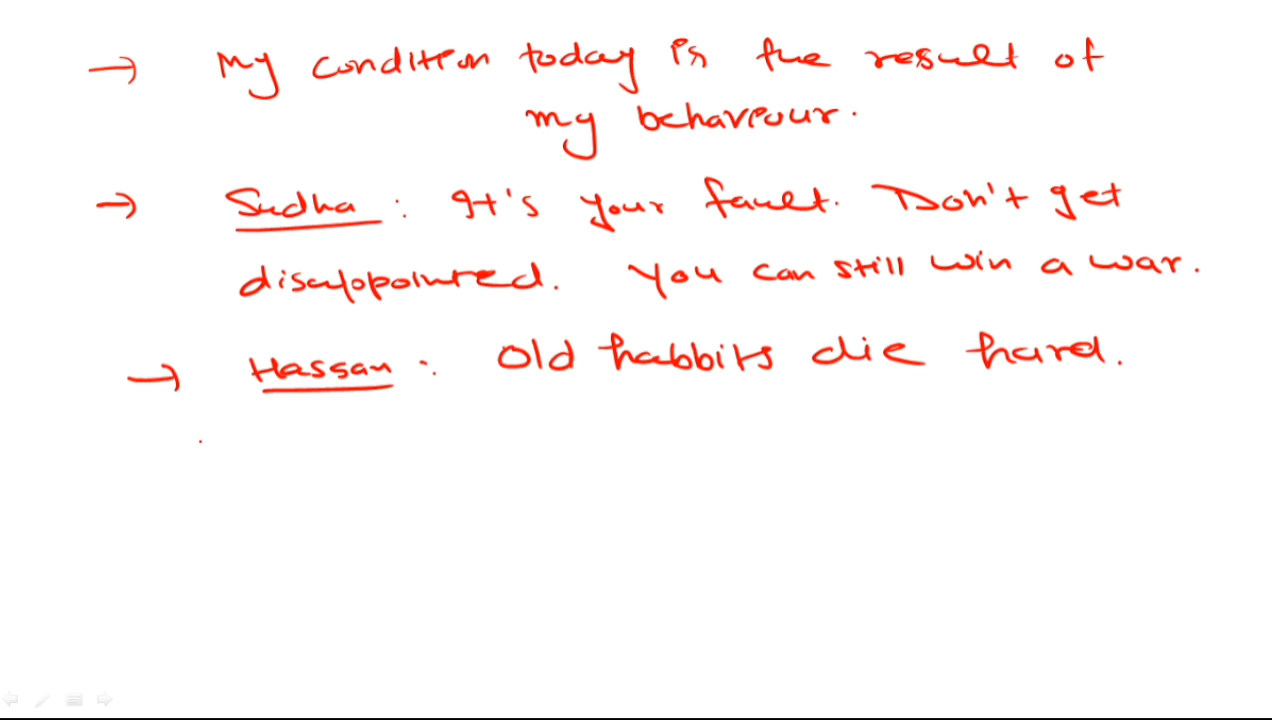 → My condition today is the result of
my behaviour.
→ Sudha : It's your fault. Don't get
disappointed. You can still win a war.
→ Hassan : Old habbits die hard.